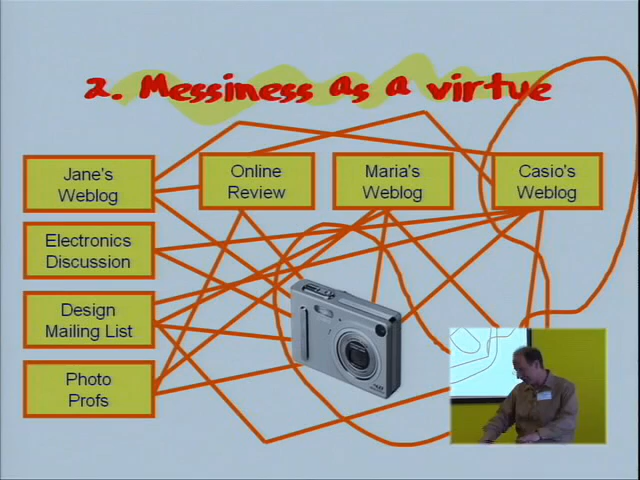 2. Messiness as a virtue
Jane's
Weblog
Online
Review
Maria's
Weblog
Casio's
Weblog
Electronics
Discussion
Design
Mailing List
Photo
Profs